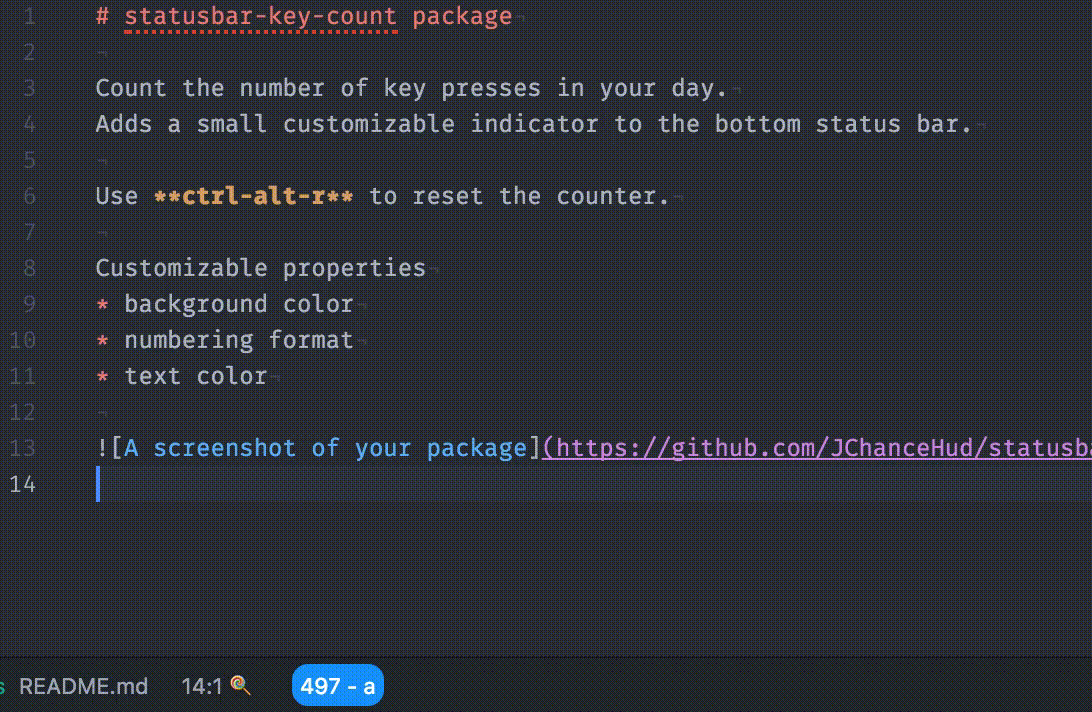 1 # statusbar-key-count package
2
3 Count the number of key presses in your day.
4 Adds a small customizable indicator to the bottom status bar.
5
6 Use **ctrl-alt-r** to reset the counter.
7
8 Customizable properties
9 * background color
10 * numbering format
11 * text color
12
13 ![A screenshot of your package](https://github.com/JChanceHud/statusb
14
README.md 14:1 497 - a